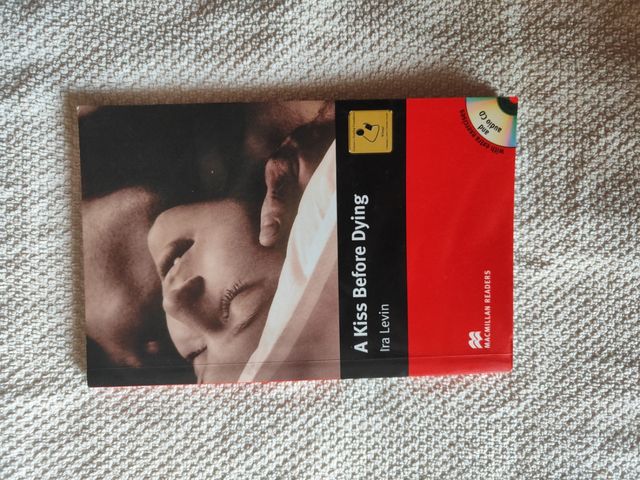 with extra exercises
and
audio CD
MACMILLAN READERS
A Kiss Before Dying
Ira Levin